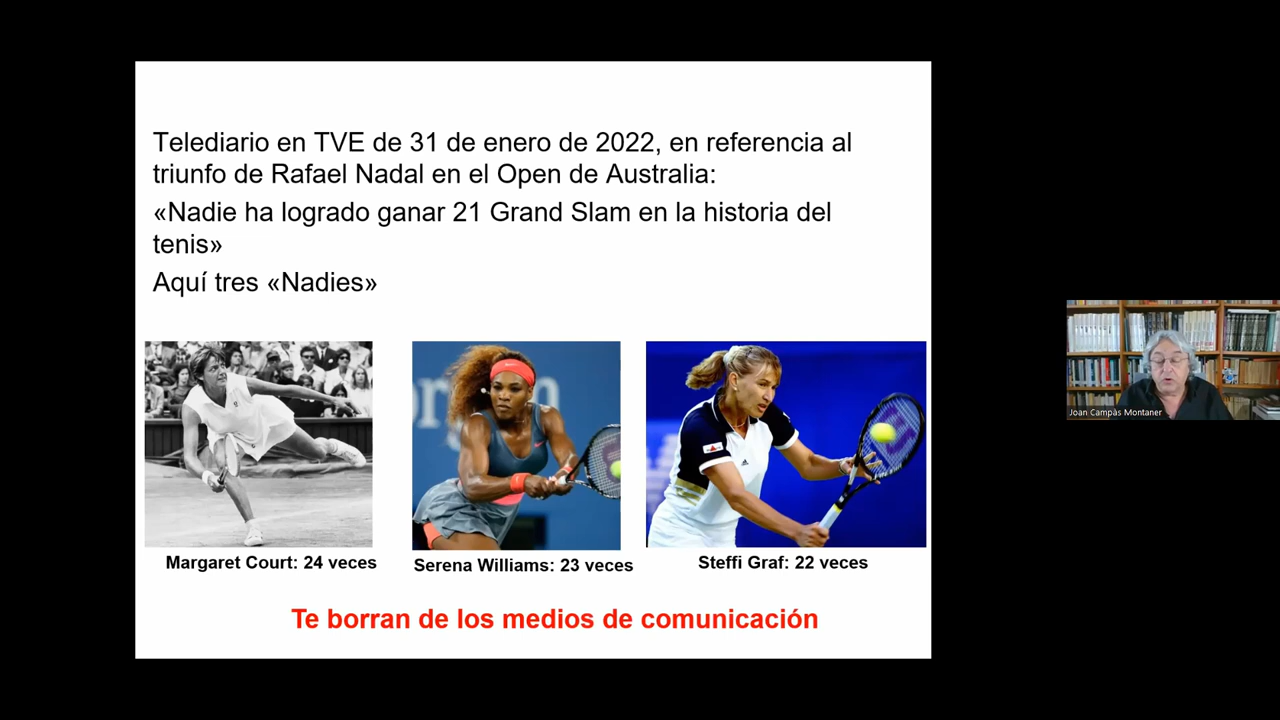 Telediario en TVE de 31 de enero de 2022, en referencia al
triunfo de Rafael Nadal en el Open de Australia:
«Nadie ha logrado ganar 21 Grand Slam en la historia del
tenis»
Aquí tres «Nadies»
Margaret Court: 24 veces
Serena Williams: 23 veces
Steffi Graf: 22 veces
Te borran de los medios de comunicación
Joan Campàs Montaner